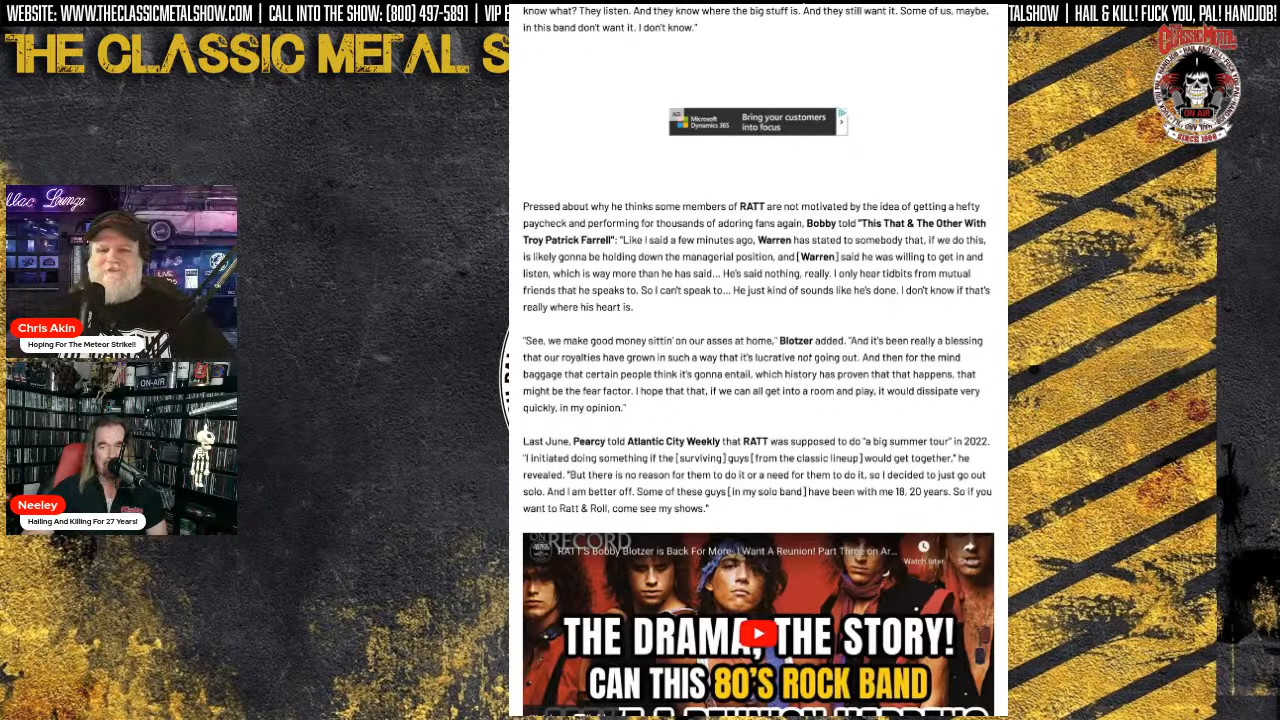 WEBSITE: WWW.THECLASSICMETALSHOW.COM | CALL INTO THE SHOW: (800) 497-5891 | VIP
TALSHOW | HAIL & KILL! FUCK YOU, PAL! HANDJOB!
THE CLASSIC METAL S
know what? They listen. And they know where the big stuff is. And they still want it. Some of us, maybe,
in this band don't want it. I don't know."
AD
Microsoft
Dynamics 365
Bring your customers
into focus
CLASSIC METAL
ON AIR
SINCE 1996
Pressed about why he thinks some members of RATT are not motivated by the idea of getting a hefty
paycheck and performing for thousands of adoring fans again, Bobby told "This That & The Other With
Troy Patrick Farrell": "Like I said a few minutes ago, Warren has stated to somebody that, if we do this,
is likely gonna be holding down the managerial position, and [Warren] said he was willing to get in and
listen, which is way more than he has said... He's said nothing, really. I only hear tidbits from mutual
friends that he speaks to. So I can't speak to... He just kind of sounds like he's done. I don't know if that's
really where his heart is.
"See, we make good money sittin' on our asses at home," Blotzer added. "And it's been really a blessing
that our royalties have grown in such a way that it's lucrative not going out. And then for the mind
baggage that certain people think it's gonna entail, which history has proven that that happens, that
might be the fear factor. I hope that that, if we can all get into a room and play, it would dissipate very
quickly, in my opinion."
Last June, Pearcy told Atlantic City Weekly that RATT was supposed to do "a big summer tour" in 2022.
"I initiated doing something if the [surviving] guys [from the classic lineup] would get together," he
revealed. "But there is no reason for them to do it or a need for them to do it, so I decided to just go out
solo. And I am better off. Some of these guys [in my solo band] have been with me 18, 20 years. So if you
want to Ratt & Roll, come see my shows."
llac Lounge
Chris Akin
Hoping For The Meteor Strike!!
ON-AIR
Neeley
Hailing And Killing For 27 Years!
ON
RECORD
RATT'S Bobby Blotzer is Back For More- I Want A Reunion! Part Three on Ar...
Watch later
Share
THE DRAMA, THE STORY!
CAN THIS 80'S ROCK BAND